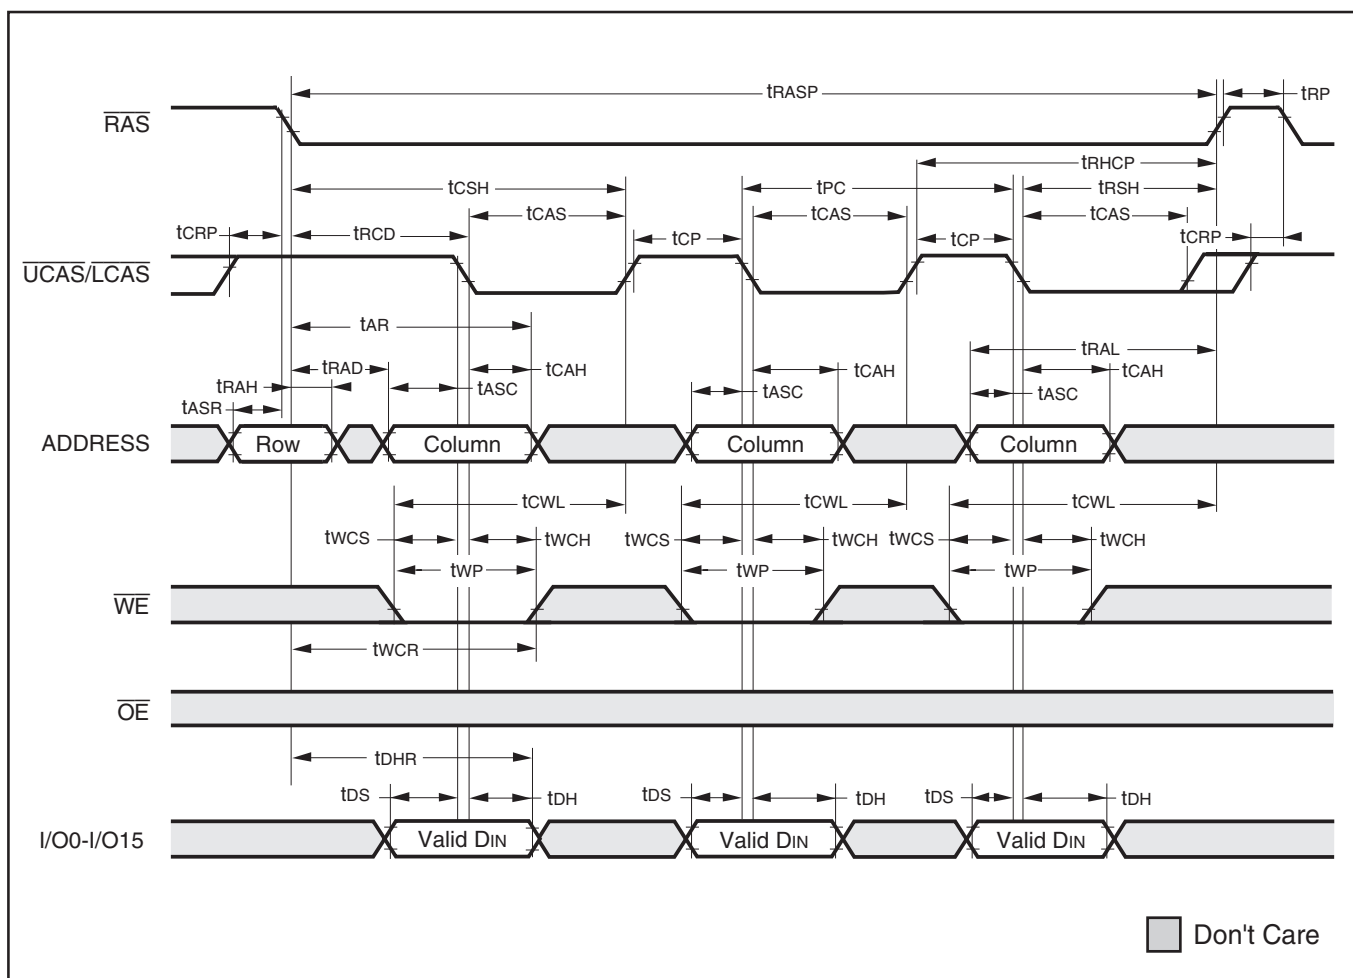 tRASP
tRP
RAS
tRHCP
tCSH
tPC
tRSH
tCAS
tCAS
tCAS
tCRP
tRCD
tCP
tCP
tCRP
UCAS/LCAS
tAR
tRAL
tRAD
tCAH
tCAH
tCAH
tRAH
tASC
tASC
tASC
tASR
ADDRESS
Row
Column
Column
Column
tCWL
tCWL
tCWL
tWCS
tWCH
tWCS
tWCH
tWCS
tWCH
tWP
tWP
tWP
WE
tWCR
OE
tDHR
tDS
tDH
tDS
tDH
tDS
tDH
I/O0-I/O15
Valid DIN
Valid DIN
Valid DIN
Don't Care